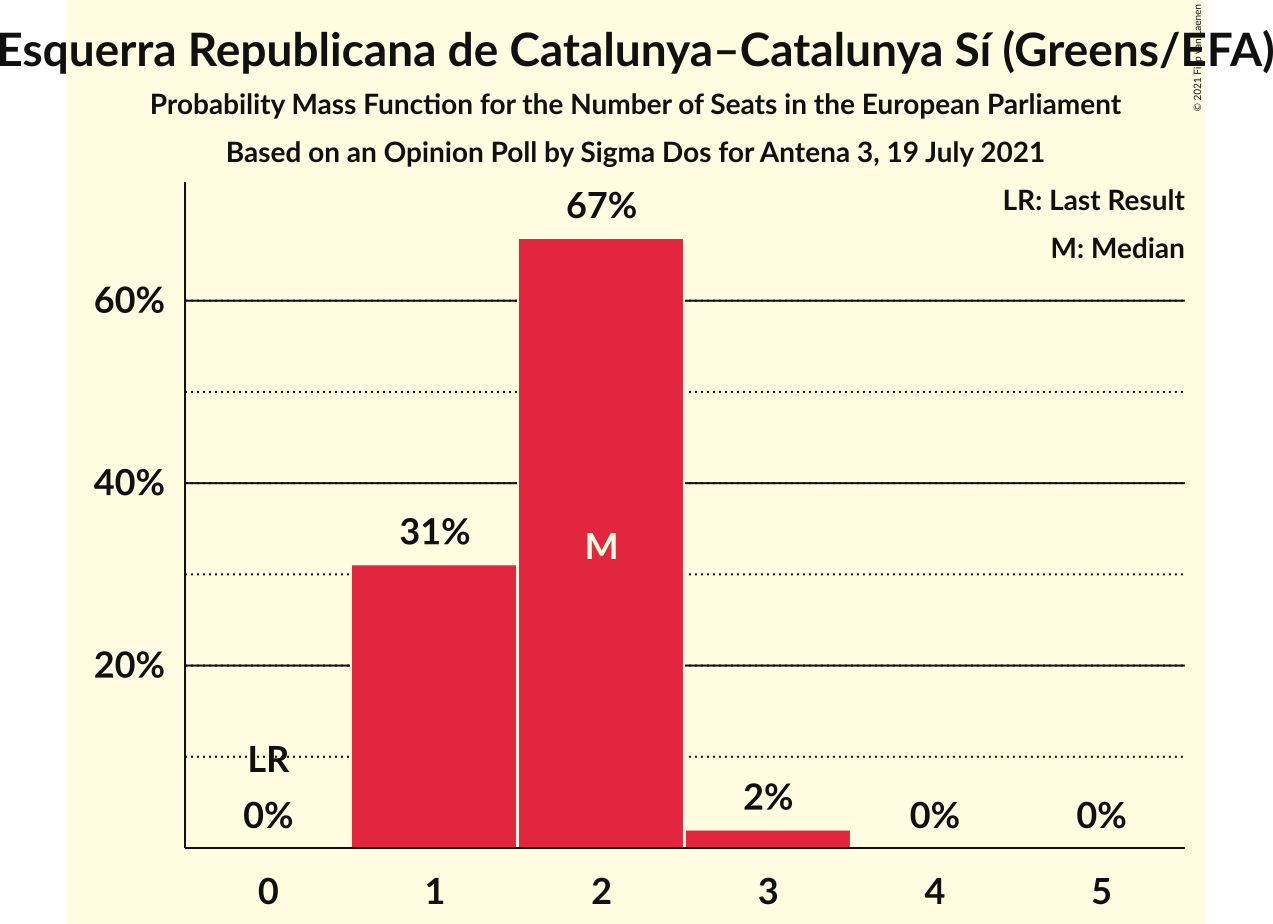 Esquerra Republicana de Catalunya–Catalunya Sí (Greens/EFA)
Probability Mass Function for the Number of Seats in the European Parliament
Based on an Opinion Poll by Sigma Dos for Antena 3, 19 July 2021
© 2021
LR: Last Result
M: Median
67%
60%
40%
31%
M
20%
LR
2%
0%
0%
0%
0 1 2 3 4 5